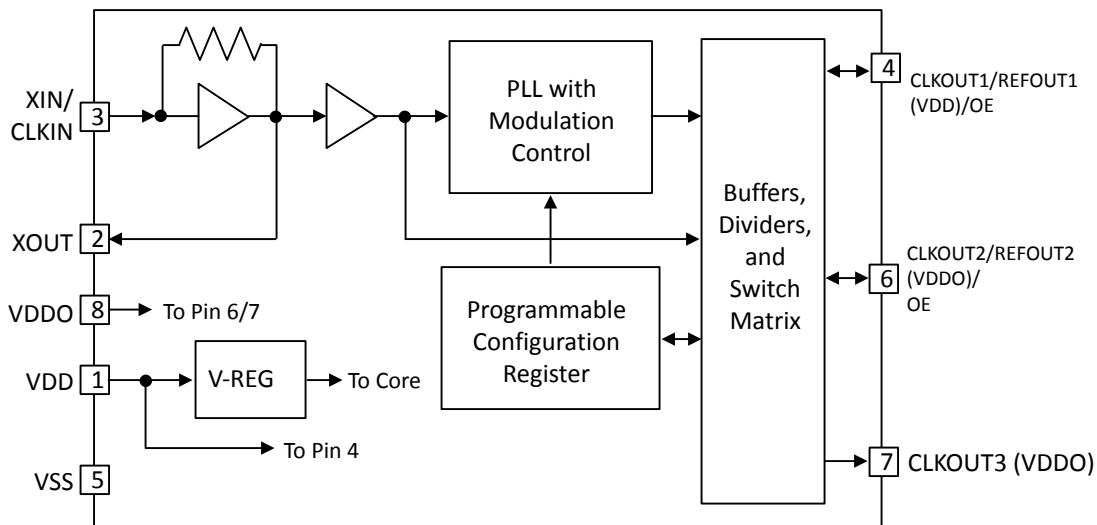 XIN/
CLKIN
3
XOUT
2
VDDO
8
To Pin 6/7
VDD
1
V-REG
To Core
To Pin 4
VSS
5
PLL with
Modulation
Control
Programmable
Configuration
Register
Buffers,
Dividers,
and
Switch
Matrix
4
CLKOUT1/REFOUT1
(VDD)/OE
6
CLKOUT2/REFOUT2
(VDDO)/
OE
7
CLKOUT3 (VDDO)